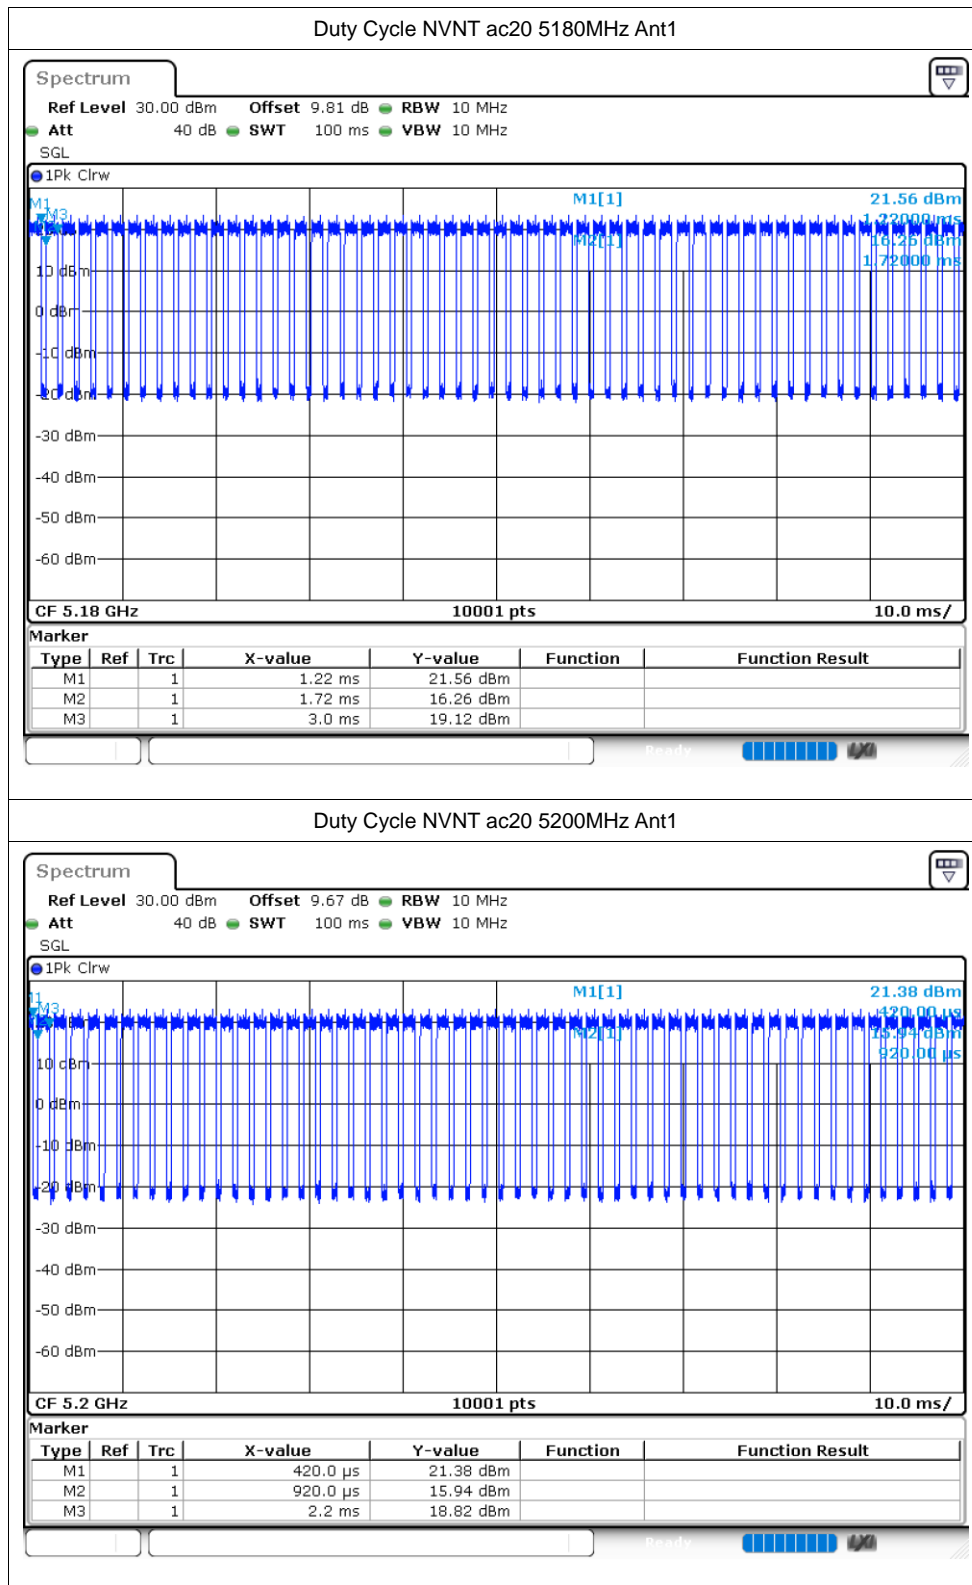 Duty Cycle NVNT ac20 5180MHz Ant1
Spectrum
Ref Level 30.00 dBm Offset 9.81 dB RBW 10 MHz
Att 40 dB SWT 100 ms VBW 10 MHz
SGL
1Pk Clrw
M1[1] 21.56 dBm
M1 M3 1.22000 ms
M2[1] 16.26 dBm
1.72000 ms
10 dBm
0 dBm
-10 dBm
-20 dBm
-30 dBm
-40 dBm
-50 dBm
-60 dBm
CF 5.18 GHz 10001 pts 10.0 ms/
Marker
Type Ref Trc X-value Y-value Function Function Result
M1 1 1.22 ms 21.56 dBm
M2 1 1.72 ms 16.26 dBm
M3 1 3.0 ms 19.12 dBm
Ready LXI
Duty Cycle NVNT ac20 5200MHz Ant1
Spectrum
Ref Level 30.00 dBm Offset 9.67 dB RBW 10 MHz
Att 40 dB SWT 100 ms VBW 10 MHz
SGL
1Pk Clrw
M1[1] 21.38 dBm
M3 420.00 µs
M2[1] 15.94 dBm
920.00 µs
10 dBm
0 dBm
-10 dBm
-20 dBm
-30 dBm
-40 dBm
-50 dBm
-60 dBm
CF 5.2 GHz 10001 pts 10.0 ms/
Marker
Type Ref Trc X-value Y-value Function Function Result
M1 1 420.0 µs 21.38 dBm
M2 1 920.0 µs 15.94 dBm
M3 1 2.2 ms 18.82 dBm
Ready LXI